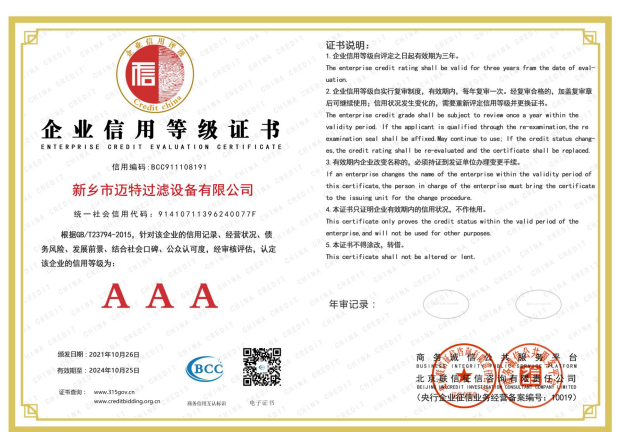 企业信用评价
信
Credit china
企业信用等级证书
ENTERPRISE CREDIT EVALUATION CERTIFICATE
信用编码:BCC911108191
新乡市迈特过滤设备有限公司
统一社会信用代码：91410711396240077F
根据GB/T23794-2015，针对该企业的信用记录、经营状况、债
务风险、发展前景、结合社会口碑、公众认可度，经审核评估，认定
该企业的信用等级为：
AAA
颁发日期：2021年10月26日
有效期至：2024年10月25日
证书查询：www.315gov.cn
www.creditbidding.org.cn
BCC
商务信用互认标识
电子证书
证书说明：
1.企业信用等级自评定之日起有效期为三年。
The enterprise credit rating shall be valid for three years fram the date of eval-
uation.
2.企业信用等级自实行复审制度，有效期内，每年复审一次。经复审合格的，加盖复审章
后可继续使用；信用状况发生变化的，需要重新评定信用等级并更换证书。
The enterprise credit grade shall be subject to review once a year within the
validity period. If the applicant is qualified through the re-examination,the re
examination seal shall be affixed.May continue to use; If the credit status chang-
es, the credit rating shall be re-evaluated and the certificate shall be replaced.
3.有效期内企业改变名称的，必须持证到发证单位办理变更手续。
If an enterprise changes the name of the enterprise within the validity period of
this certificate,the person in charge of the enterprise must bring the certificate
to the issuing unit for the change procedure.
4.本证书只证明企业有效期内的信用状况，不作他用。
This certificate only proves the credit status within the valid period of the
enterprise,and will not be used for other purposes.
5.本证书不得涂改，转借。
This certificate shall not be altered or lent.
年审记录：
商务诚信公共服务平台
BUSINESS INTEGRITY PUBLIC SERVICE PLATFORM
北京联信征信咨询有限责任公司
（央行企业征信业务经营备案编号：10019）